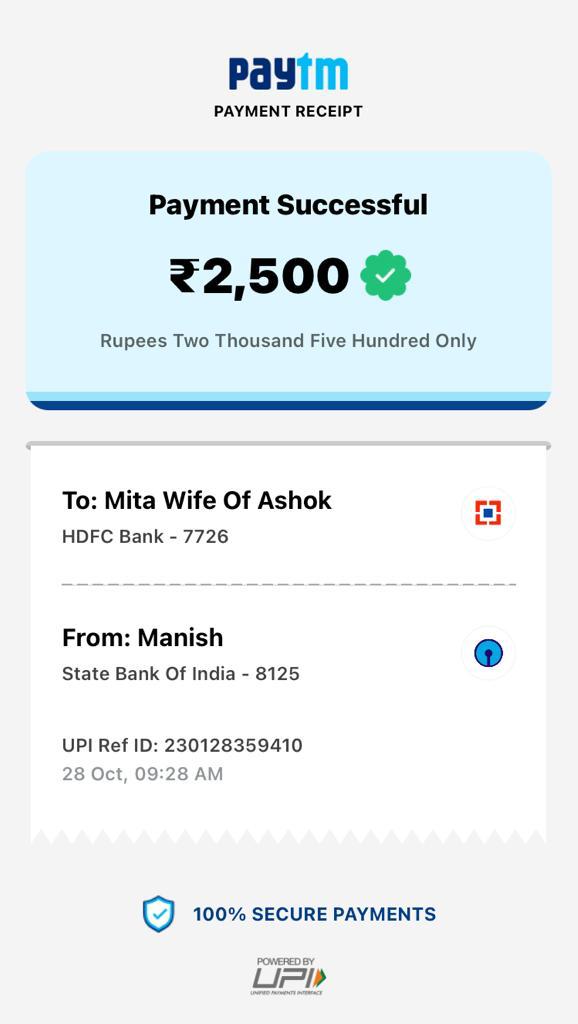 paytm
PAYMENT RECEIPT
Payment Successful
₹2,500
Rupees Two Thousand Five Hundred Only
To: Mita Wife Of Ashok
HDFC Bank - 7726
From: Manish
State Bank Of India - 8125
UPI Ref ID: 230128359410
28 Oct, 09:28 AM
100% SECURE PAYMENTS
POWERED BY
UPI
UNIFIED PAYMENTS INTERFACE